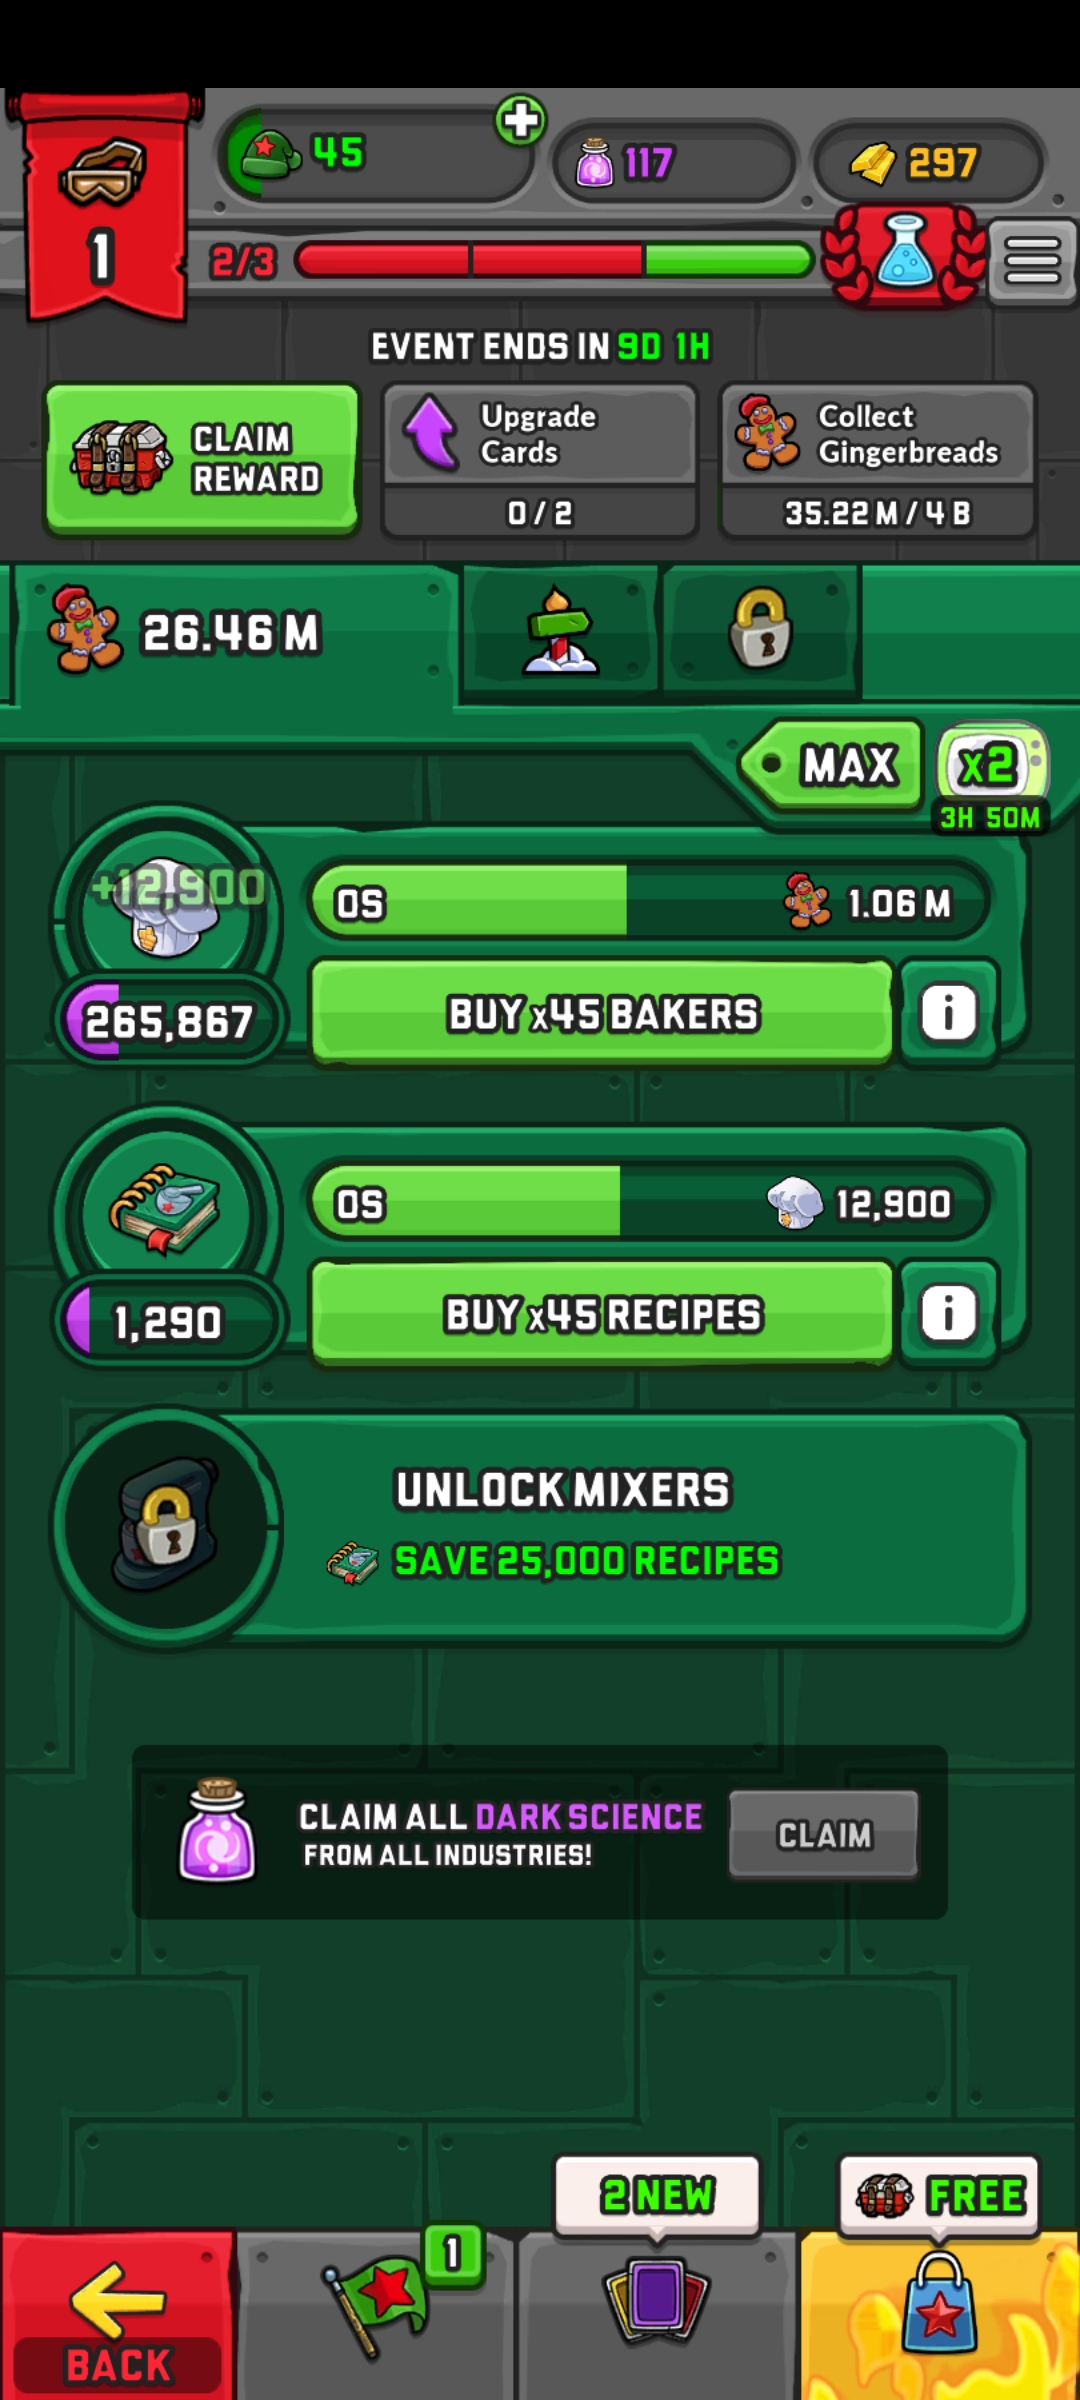 45
117
297
1
2/3
EVENT ENDS IN 9D 1H
CLAIM
REWARD
Upgrade
Cards
0 / 2
Collect
Gingerbreads
35.22 M / 4 B
26.46 M
MAX
x2
3H 50M
+12,900
0S
1.06 M
265,867
BUY x45 BAKERS
i
0S
12,900
1,290
BUY x45 RECIPES
i
UNLOCK MIXERS
SAVE 25,000 RECIPES
CLAIM ALL DARK SCIENCE
FROM ALL INDUSTRIES!
CLAIM
2 NEW
FREE
1
BACK